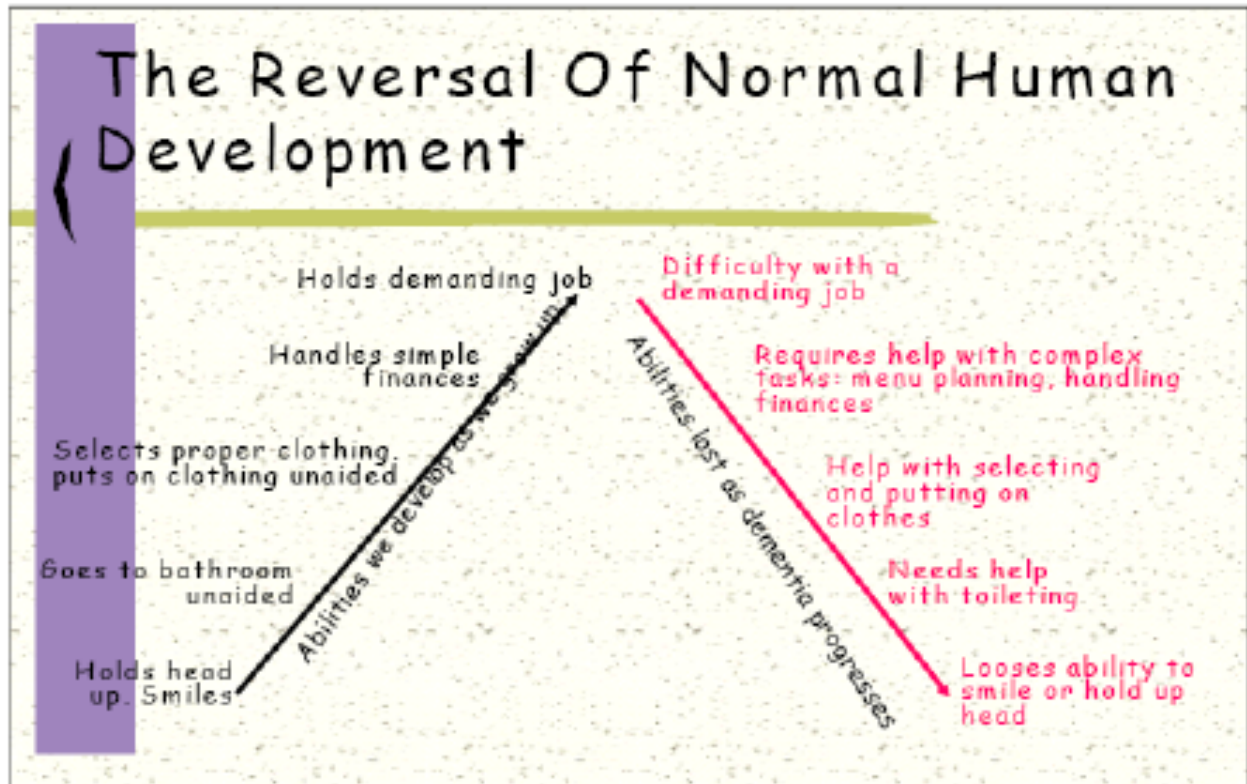 The Reversal Of Normal Human
Development
Holds demanding job
Handles simple
finances
Selects proper clothing,
puts on clothing unaided
Goes to bathroom
unaided
Holds head
up. Smiles
Abilities we develop as we grow up
Abilities lost as dementia progresses
Difficulty with a
demanding job
Requires help with complex
tasks: menu planning, handling
finances
Help with selecting
and putting on
clothes
Needs help
with toileting
Looses ability to
smile or hold up
head